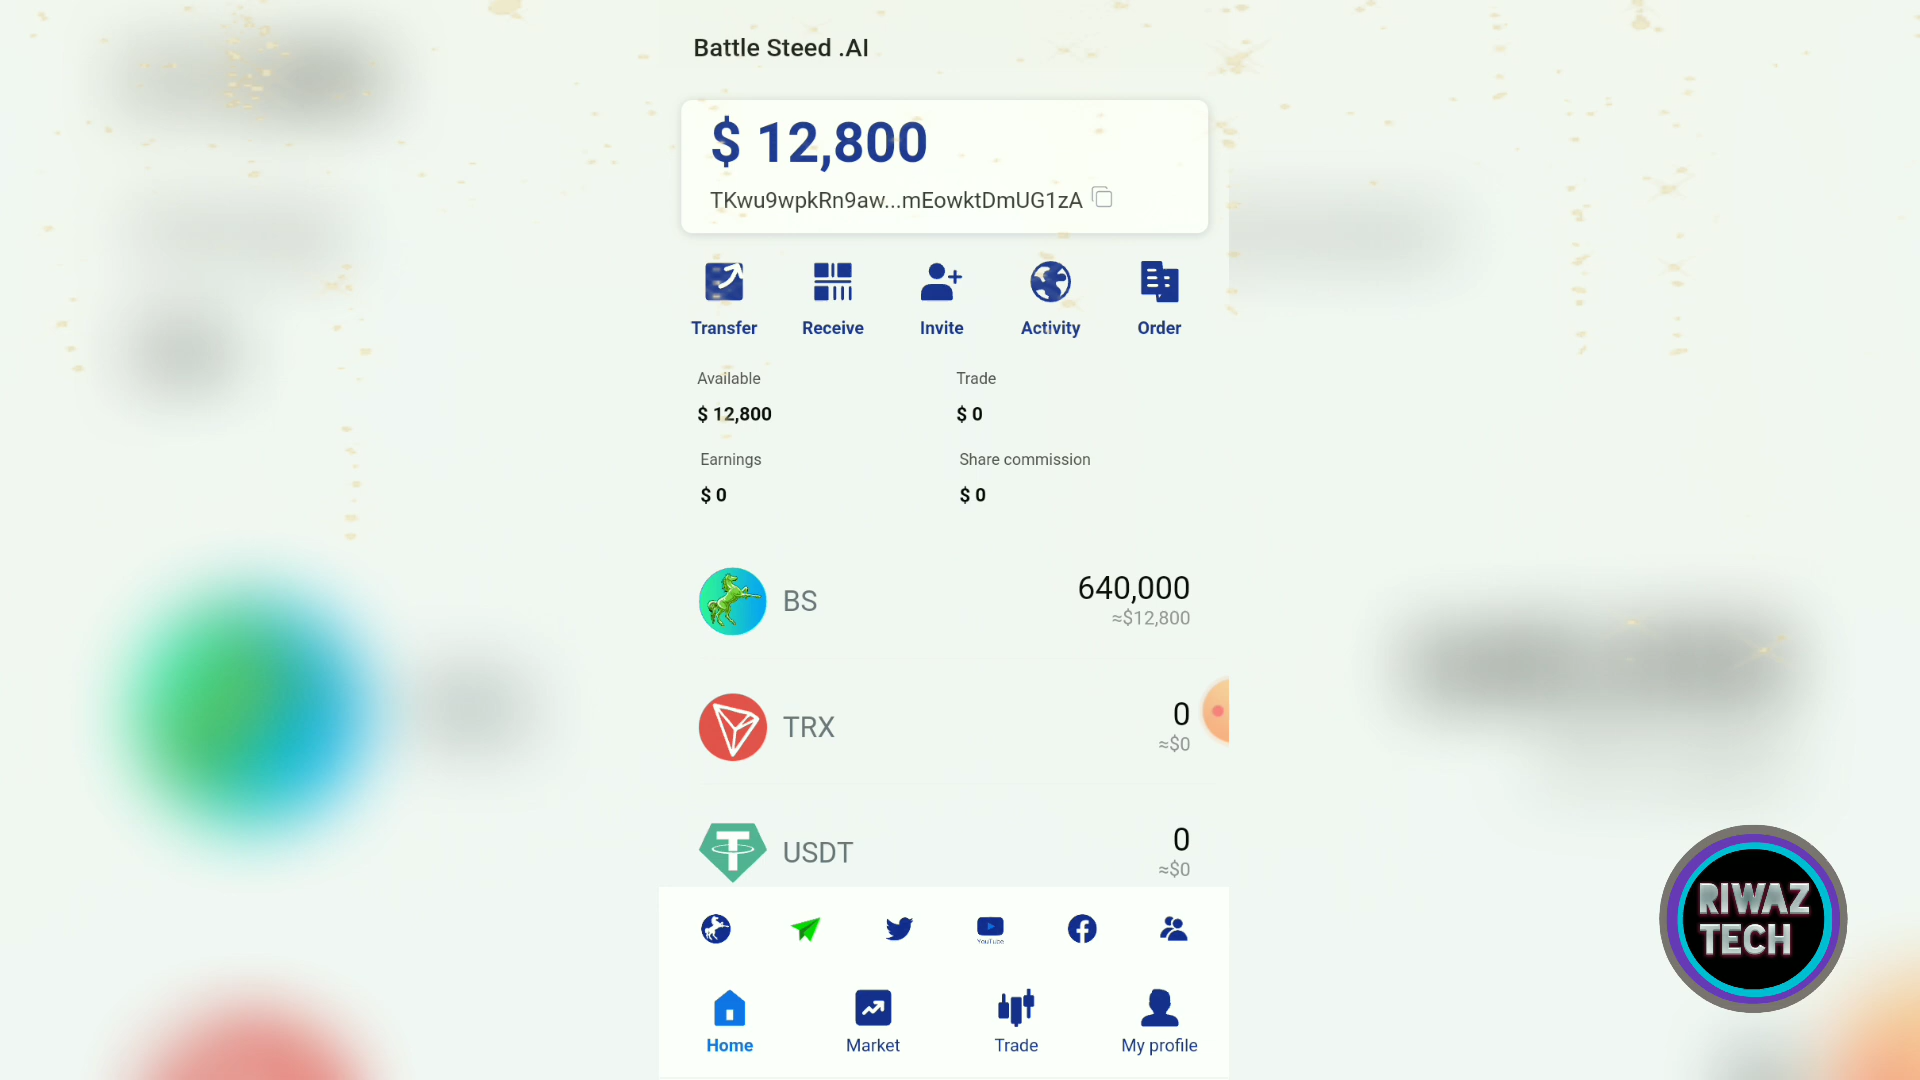 Battle Steed .AI
$ 12,800
TKwu9wpkRn9aw...mEowktDmUG1zA
Transfer Receive Invite Activity Order
Available Trade
$ 12,800 $ 0
Earnings Share commission
$ 0 $ 0
BS 640,000
≈$12,800
TRX 0
≈$0
USDT 0
≈$0
YouTube
Home Market Trade My profile
RIWAZ
TECH